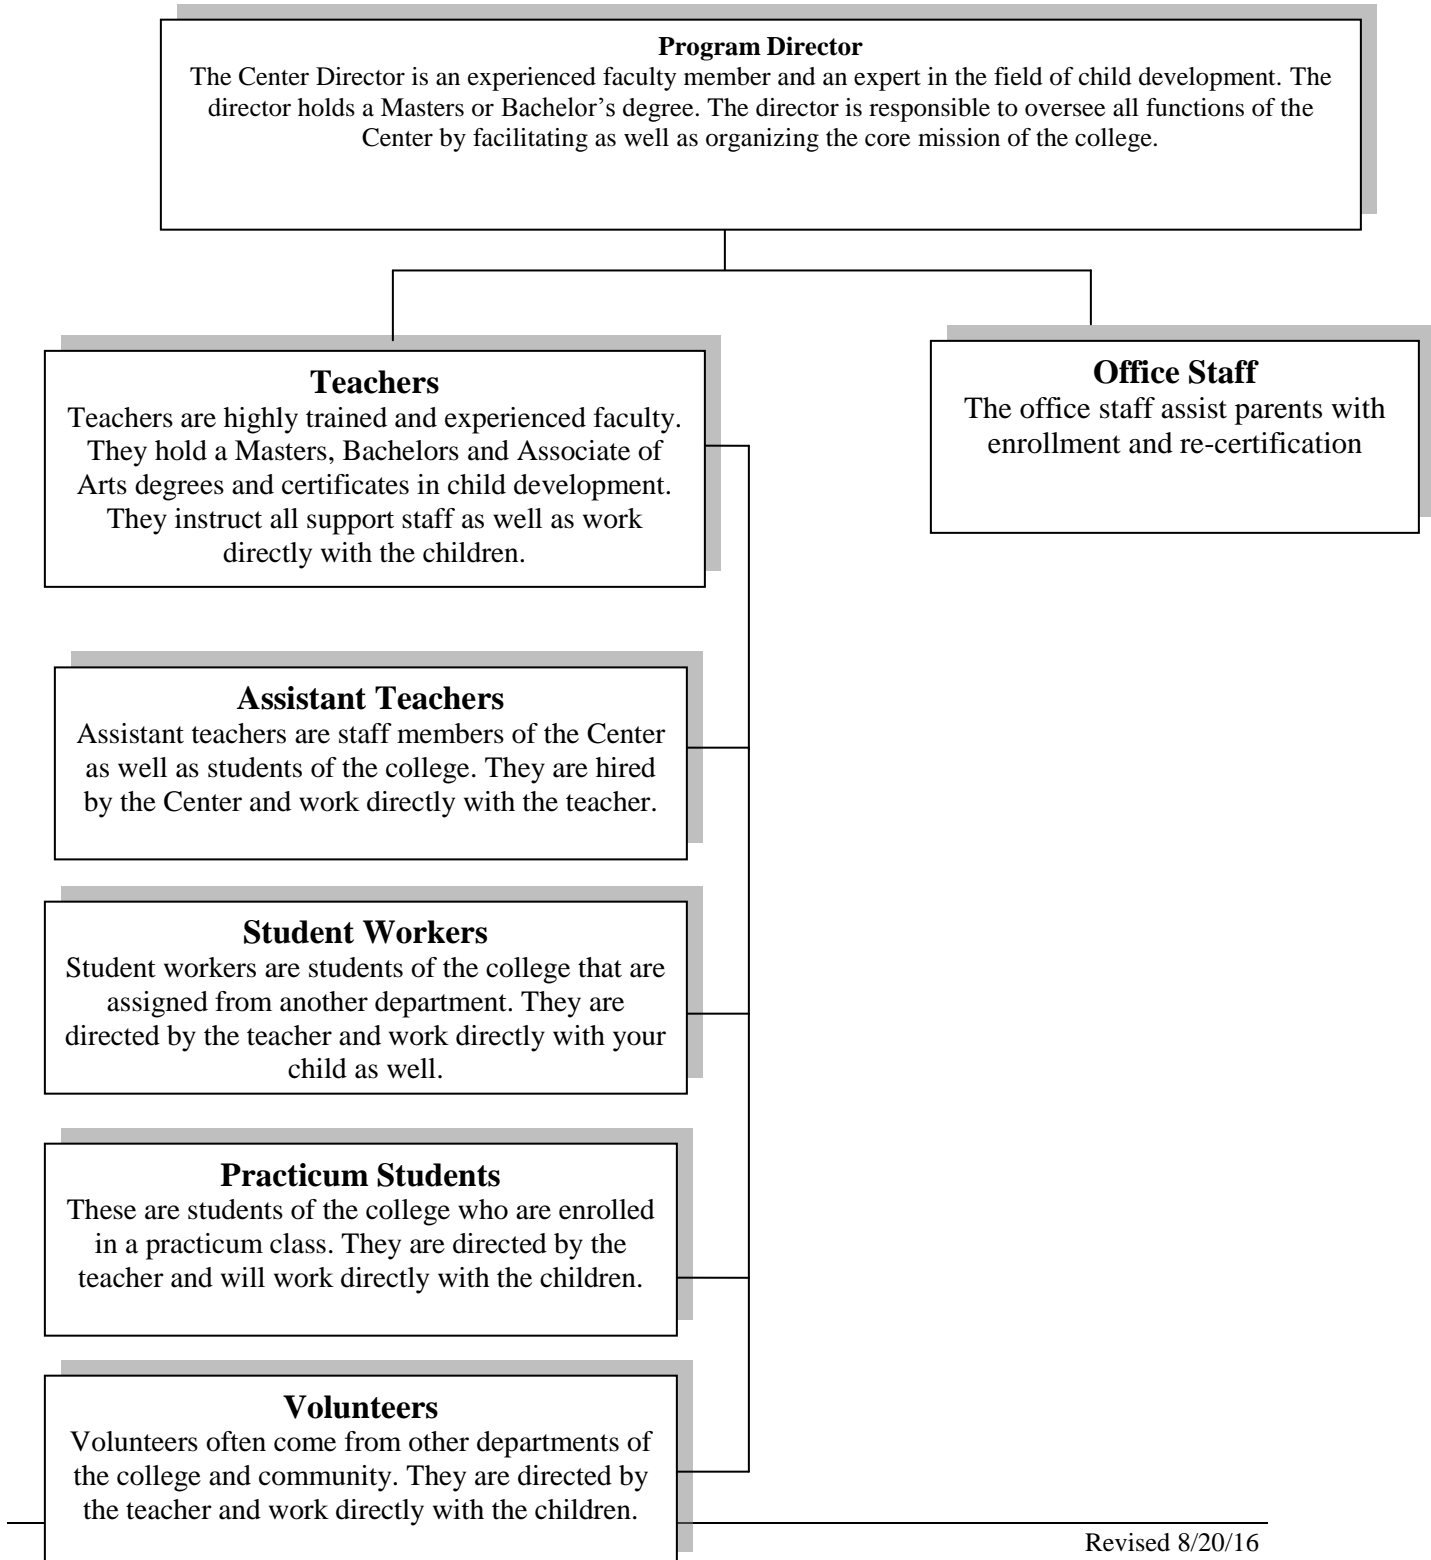 Program Director
The Center Director is an experienced faculty member and an expert in the field of child development. The
director holds a Masters or Bachelor’s degree. The director is responsible to oversee all functions of the
Center by facilitating as well as organizing the core mission of the college.
Teachers
Teachers are highly trained and experienced faculty.
They hold a Masters, Bachelors and Associate of
Arts degrees and certificates in child development.
They instruct all support staff as well as work
directly with the children.
Office Staff
The office staff assist parents with
enrollment and re-certification
Assistant Teachers
Assistant teachers are staff members of the Center
as well as students of the college. They are hired
by the Center and work directly with the teacher.
Student Workers
Student workers are students of the college that are
assigned from another department. They are
directed by the teacher and work directly with your
child as well.
Practicum Students
These are students of the college who are enrolled
in a practicum class. They are directed by the
teacher and will work directly with the children.
Volunteers
Volunteers often come from other departments of
the college and community. They are directed by
the teacher and work directly with the children.
Revised 8/20/16